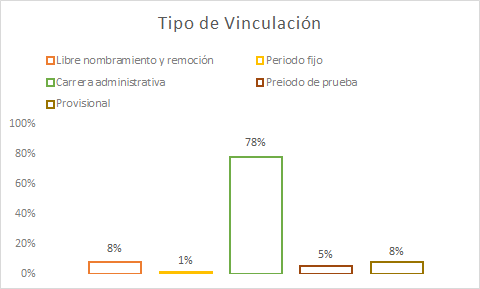 Tipo de Vinculación
Libre nombramiento y remoción
Periodo fijo
Carrera administrativa
Preiodo de prueba
Provisional
100%
80%
60%
40%
20%
0%
8%
1%
78%
5%
8%